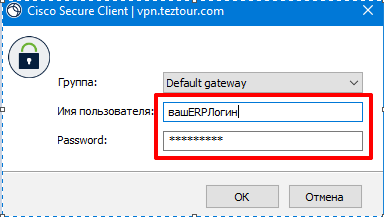 Cisco Secure Client | vpn.teztour.com
Группа: Default gateway
Имя пользователя: вашERPЛогин
Password: *********
OK Отмена